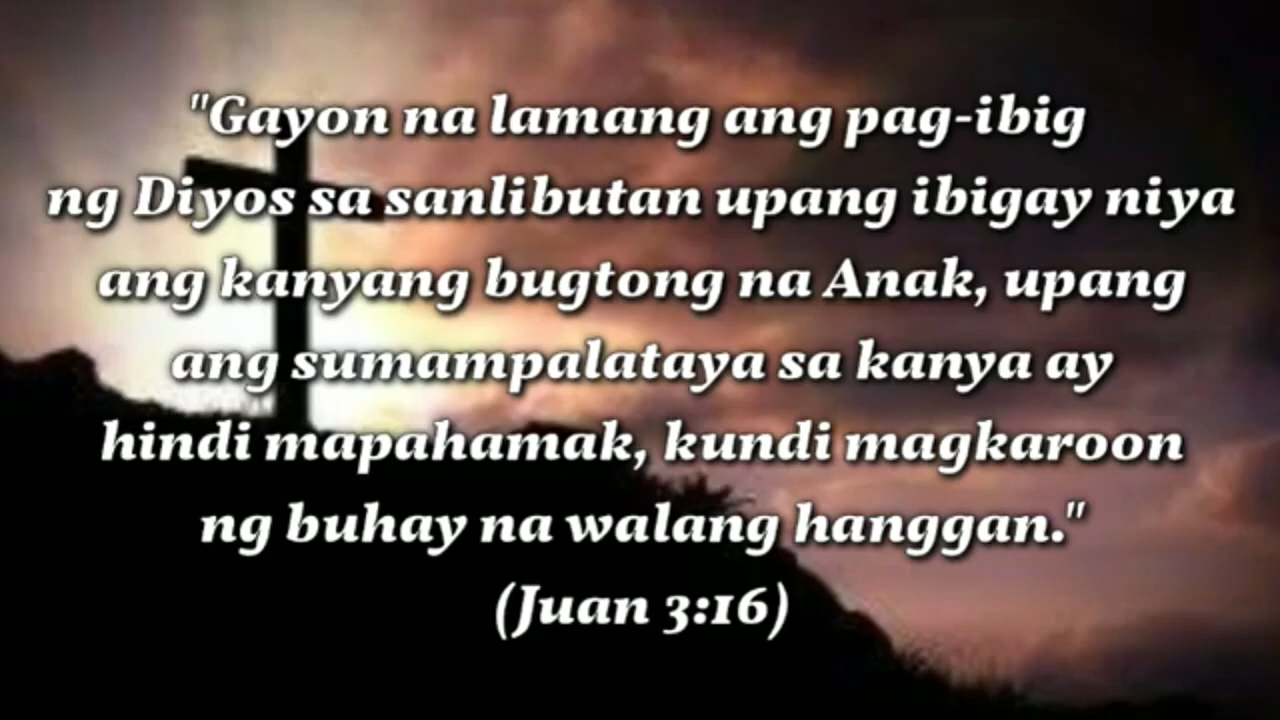 "Gayon na lamang ang pag-ibig
ng Diyos sa sanlibutan upang ibigay niya
ang kanyang bugtong na Anak, upang
ang sumampalataya sa kanya ay
hindi mapahamak, kundi magkaroon
ng buhay na walang hanggan."
(Juan 3:16)